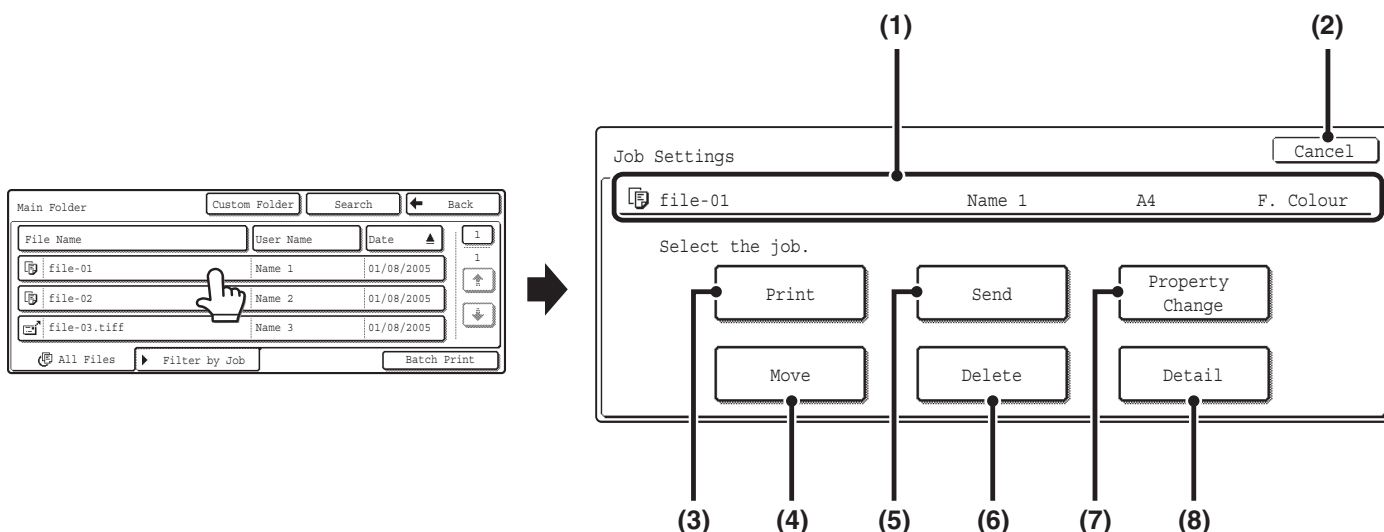 (1)
(2)
Main Folder
Custom Folder
Search
Back
File Name
User Name
Date
1
file-01
Name 1
01/08/2005
1
file-02
Name 2
01/08/2005
file-03.tiff
Name 3
01/08/2005
All Files
Filter by Job
Batch Print
Job Settings
Cancel
file-01
Name 1
A4
F. Colour
Select the job.
Print
Send
Property
Change
Move
Delete
Detail
(3)
(4)
(5)
(6)
(7)
(8)